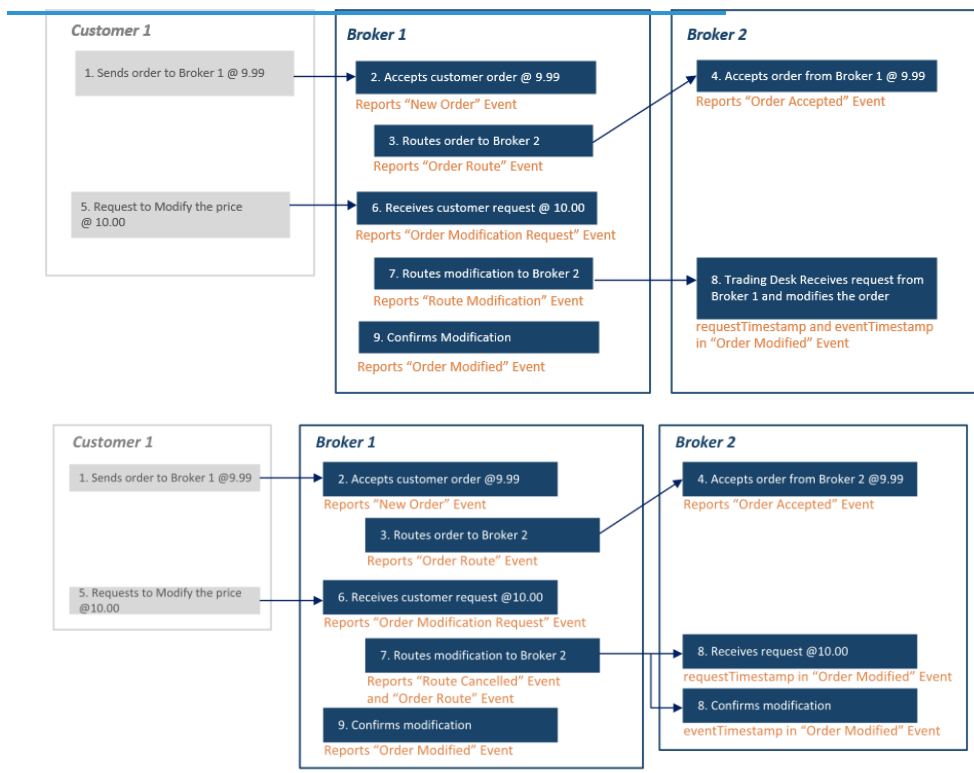 Customer 1
1. Sends order to Broker 1 @ 9.99
5. Request to Modify the price
@ 10.00
Broker 1
2. Accepts customer order @ 9.99
Reports “New Order” Event
3. Routes order to Broker 2
Reports “Order Route” Event
6. Receives customer request @ 10.00
Reports “Order Modification Request” Event
7. Routes modification to Broker 2
Reports “Route Modification” Event
9. Confirms Modification
Reports “Order Modified” Event
Broker 2
4. Accepts order from Broker 1 @ 9.99
Reports “Order Accepted” Event
8. Trading Desk Receives request from
Broker 1 and modifies the order
requestTimestamp and eventTimestamp
in “Order Modified” Event
Customer 1
1. Sends order to Broker 1 @9.99
5. Requests to Modify the price
@10.00
Broker 1
2. Accepts customer order @9.99
Reports “New Order” Event
3. Routes order to Broker 2
Reports “Order Route” Event
6. Receives customer request @10.00
Reports “Order Modification Request” Event
7. Routes modification to Broker 2
Reports “Route Cancelled” Event
and “Order Route” Event
9. Confirms modification
Reports “Order Modified” Event
Broker 2
4. Accepts order from Broker 2 @9.99
Reports “Order Accepted” Event
8. Receives request @10.00
requestTimestamp in “Order Modified” Event
8. Confirms modification
eventTimestamp in “Order Modified” Event